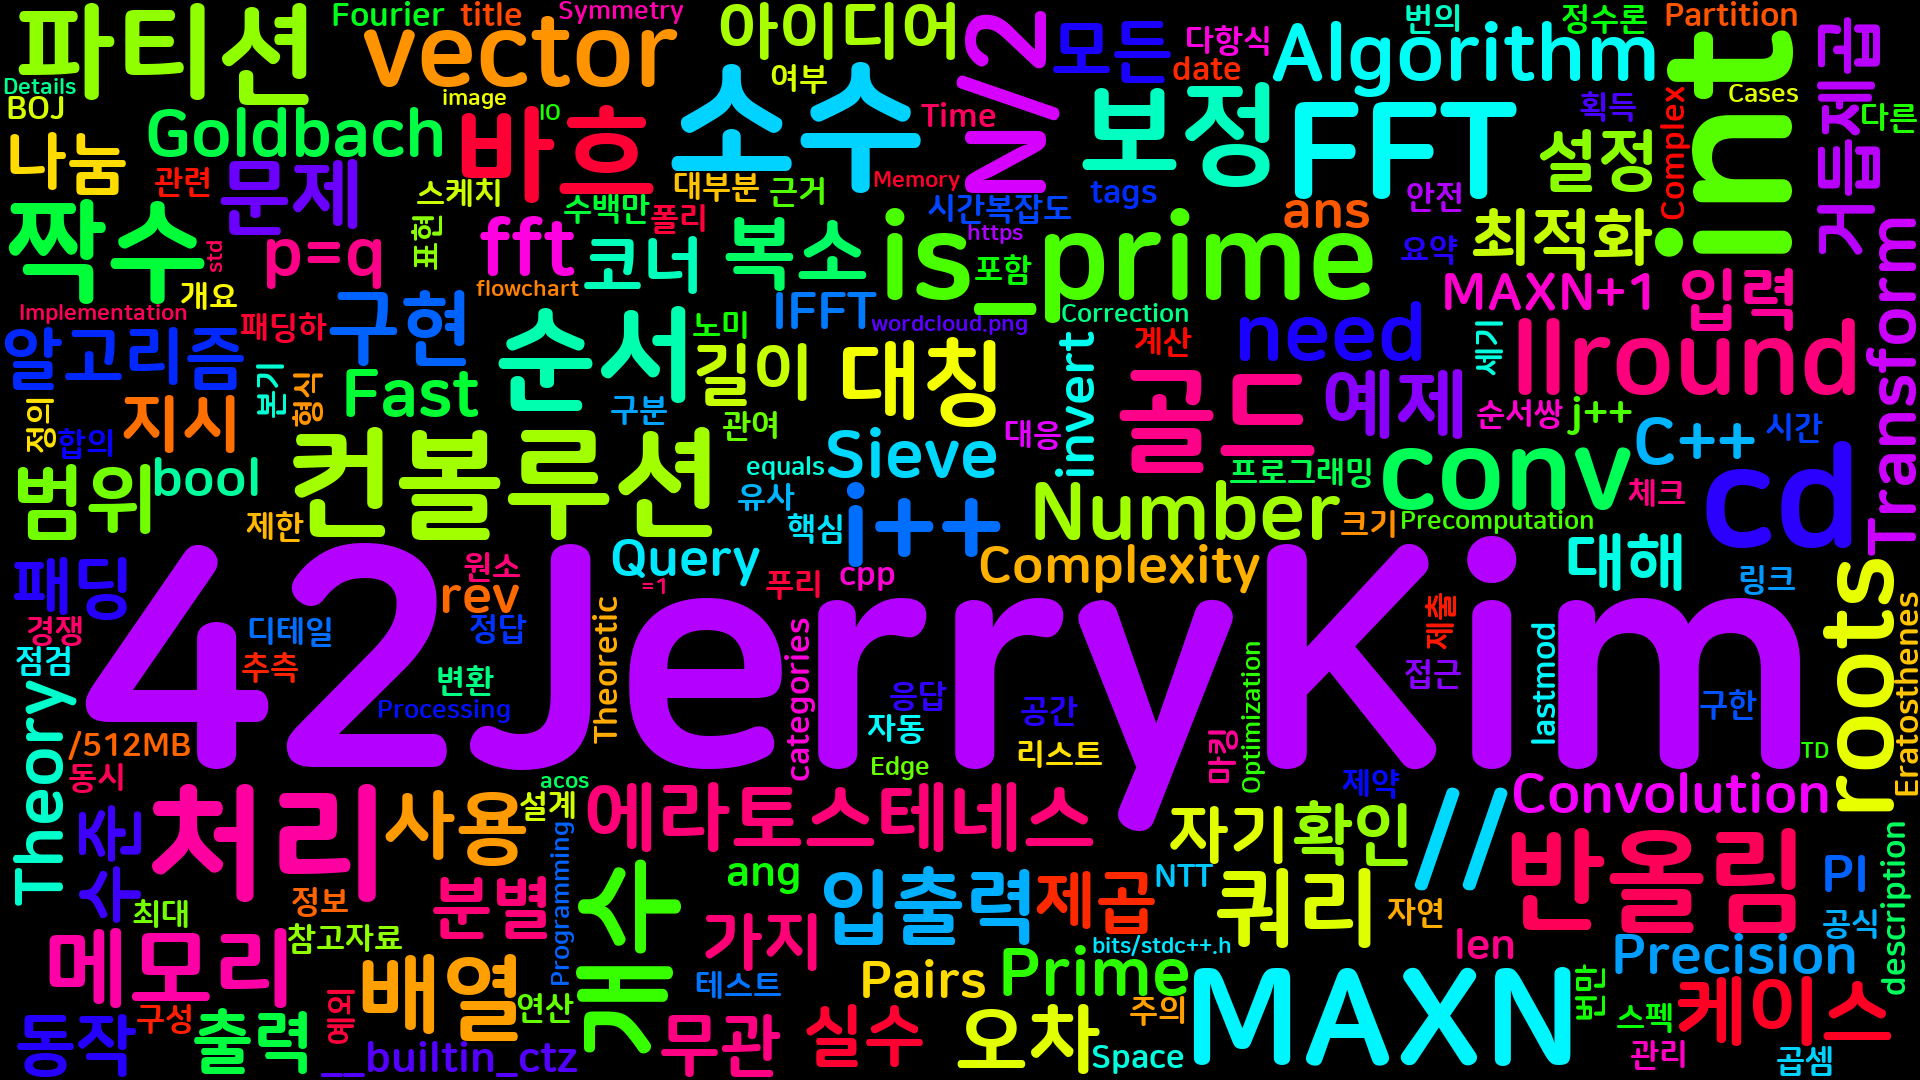 Fourier title Symmetry
파티션 vector 아이디어 N/2 모든 번의 정수론 Partition
Details 다항식 Algorithm int 거듭제곱
BOJ image 여부 date Cases
나눔 Goldbach 바흐 IO 소수 Time 보정 FFT 획득 설정 Complex 다른
관련 문제 스케치 대부분 근거 Memory tags 안전
짝수 수백만 폴리 시간복잡도 ans 최적화
std p=q 표현 fft 코너 복소 is_prime https 포함 요약
개요 flowchart MAXN+1 입력 Transform
Implementation 패딩하 구현 순서 노미 IFFT wordcloud.png Correction need 세기 llround
알고리즘 Fast 길이 대칭 invert 계산 골드 예제
정의 합의 지시 본기 형식 구분 관여 대응 순서쌍 j++ C++ 시간
범위 bool 컨볼루션 equals Sieve 유사 프로그래밍 conv 체크 cd
제한 핵심 i++ Number 크기 Precomputation
패딩 원소 Query 푸리 cpp Complexity 대해 링크 roots
rev =1
경쟁 디테일 정답 42JerryKim 제출 Eratosthenes
점검 추측 변환 Theoretic categories 응답 공간 Optimization 접근 lastmod 구한
Theory Processing 자동
/512MB 리스트 마킹 TD
동시 acos Edge 제약 Convolution
수준 처리 사용 설계 에라토스테네스 자기 확인 // 반올림 description
Programming ang NTT PI
최대 정보 분별 개수 가지 입출력 제곱 쿼리 자연 공식
참고자료 bits/stdc++.h len Precision
메모리 배열 테스트 Pairs Prime MAXN 번만
구성 예외 연산 주의 스펙 케이스
동작 출력 __builtin_ctz 무관 실수 오차 Space 관리 곱셈